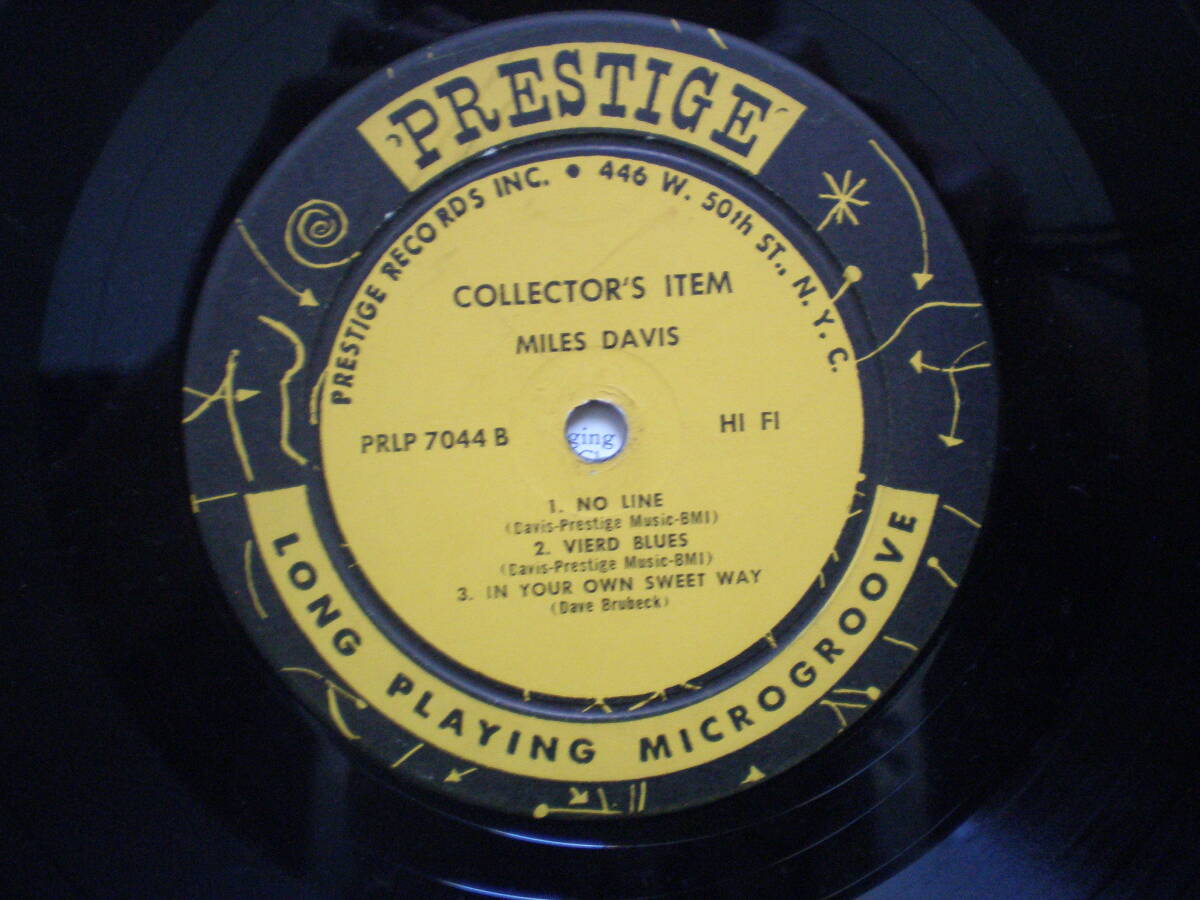 PRESTIGE
PRESTIGE RECORDS INC. • 446 W. 50th ST., N.Y.C.
COLLECTOR'S ITEM
MILES DAVIS
PRLP 7044 B
HI FI
ging
1. NO LINE
(Davis-Prestige Music-BMI)
2. VIERD BLUES
(Davis-Prestige Music-BMI)
3. IN YOUR OWN SWEET WAY
(Dave Brubeck)
LONG PLAYING MICROGROOVE